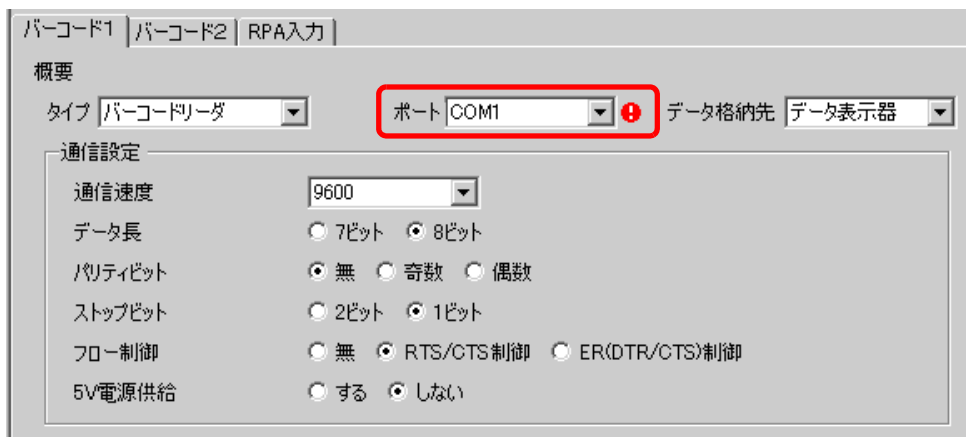 バーコード1 バーコード2 RPA入力
概要
タイプ バーコードリーダ ポート COM1 データ格納先 データ表示器
通信設定
通信速度 9600
データ長 7ビット 8ビット
パリティビット 無 奇数 偶数
ストップビット 2ビット 1ビット
フロー制御 無 RTS/CTS制御 ER(DTR/CTS)制御
5V電源供給 する しない